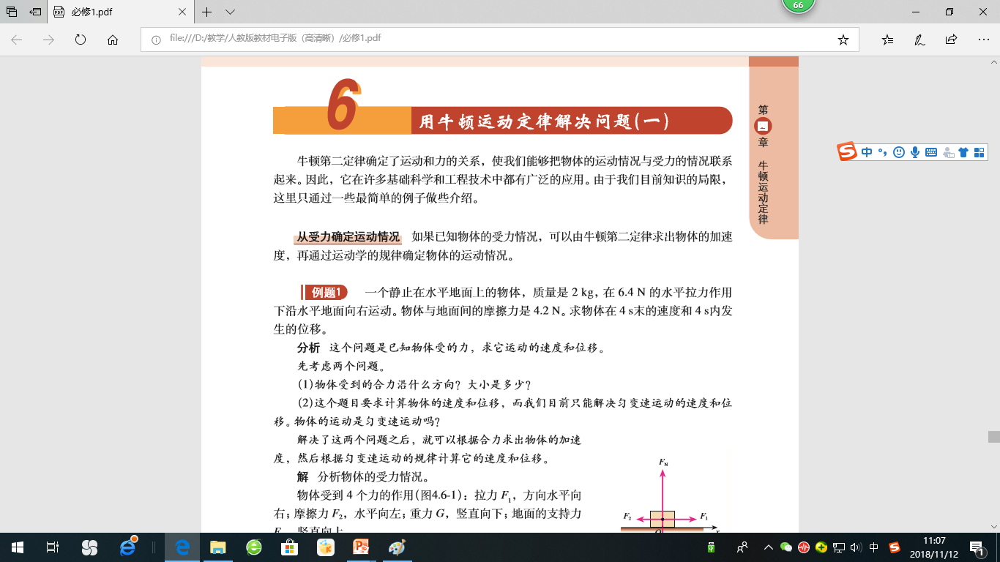 必修1.pdf
66
file:///D:/教学/人教版教材电子版（高清晰）/必修1.pdf
6
用牛顿运动定律解决问题(一)
第
章
牛顿运动定律
牛顿第二定律确定了运动和力的关系，使我们能够把物体的运动情况与受力的情况联系
起来。因此，它在许多基础科学和工程技术中都有广泛的应用。由于我们目前知识的局限，
这里只通过一些最简单的例子做些介绍。
从受力确定运动情况 如果已知物体的受力情况，可以由牛顿第二定律求出物体的加速
度，再通过运动学的规律确定物体的运动情况。
例题1 一个静止在水平地面上的物体，质量是 2 kg，在 6.4 N 的水平拉力作用
下沿水平地面向右运动。物体与地面间的摩擦力是 4.2 N。求物体在 4 s末的速度和 4 s内发
生的位移。
分析 这个问题是已知物体受的力，求它运动的速度和位移。
先考虑两个问题。
(1)物体受到的合力沿什么方向？大小是多少？
(2)这个题目要求计算物体的速度和位移，而我们目前只能解决匀变速运动的速度和位
移。物体的运动是匀变速运动吗？
解决了这两个问题之后，就可以根据合力求出物体的加速
度，然后根据匀变速运动的规律计算它的速度和位移。
解 分析物体的受力情况。
物体受到 4 个力的作用(图4.6-1)：拉力 F1，方向水平向
右；摩擦力 F2，水平向左；重力 G，竖直向下；地面的支持力
竖直向上
FN
F2
F1
中
中
11:07
2018/11/12
1